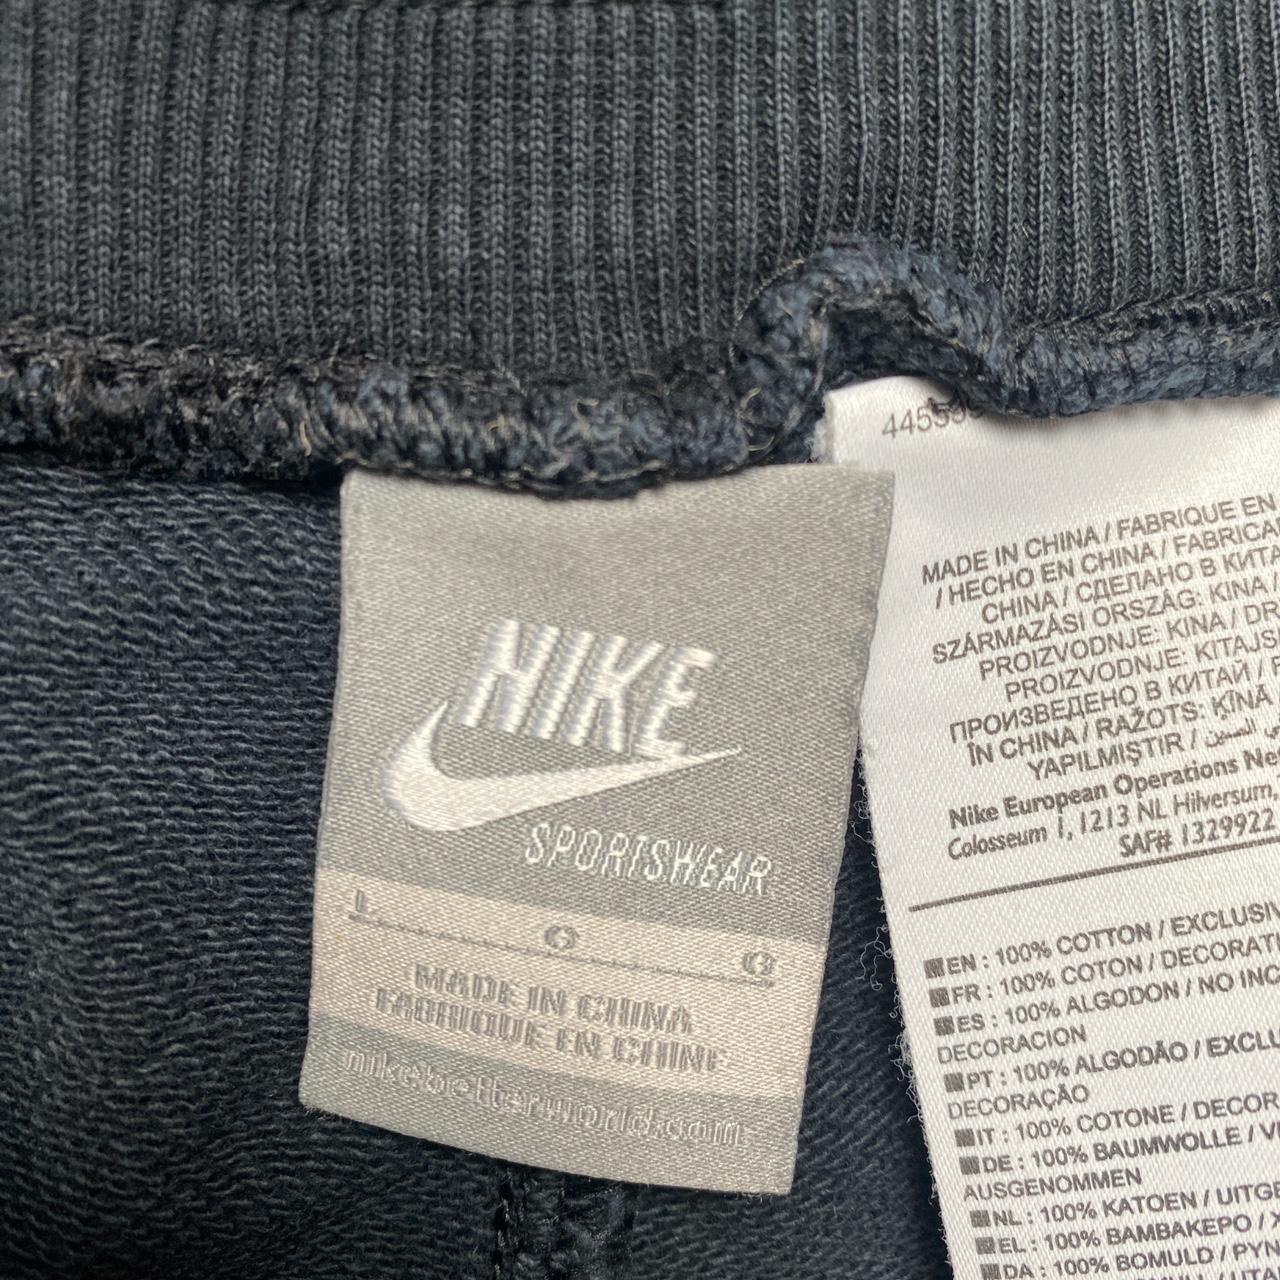 NIKE
SPORTSWEAR
L G G
MADE IN CHINA
FABRIQUE EN CHINE
nikebetterworld.com
MADE IN CHINA / FABRIQUE EN
/ HECHO EN CHINA / FABRICA
CHINA / СДЕЛАНО В КИТА
SZÁRMAZÁSI ORSZÁG: KINA /
PROIZVODNJE: KINA / DR
PROIZVODNJE: KITAJS
ПРОИЗВЕДЕНО В КИТАЙ /
ÎN CHINA / RAŽOTS: ĶĪNĀ
YAPILMIŞTIR /
Nike European Operations Ne
Colosseum 1, 1213 NL Hilversum,
SAF# 1329922
EN : 100% COTTON / EXCLUSIV
FR : 100% COTON / DECORATI
ES : 100% ALGODON / NO INC
DECORACION
PT : 100% ALGODÃO / EXCLU
DECORAÇÃO
IT : 100% COTONE / DECOR
DE : 100% BAUMWOLLE / V
AUSGENOMMEN
NL : 100% KATOEN / UITGE
EL : 100% BAMBAKEPO / X
DA : 100% BOMULD / PYN